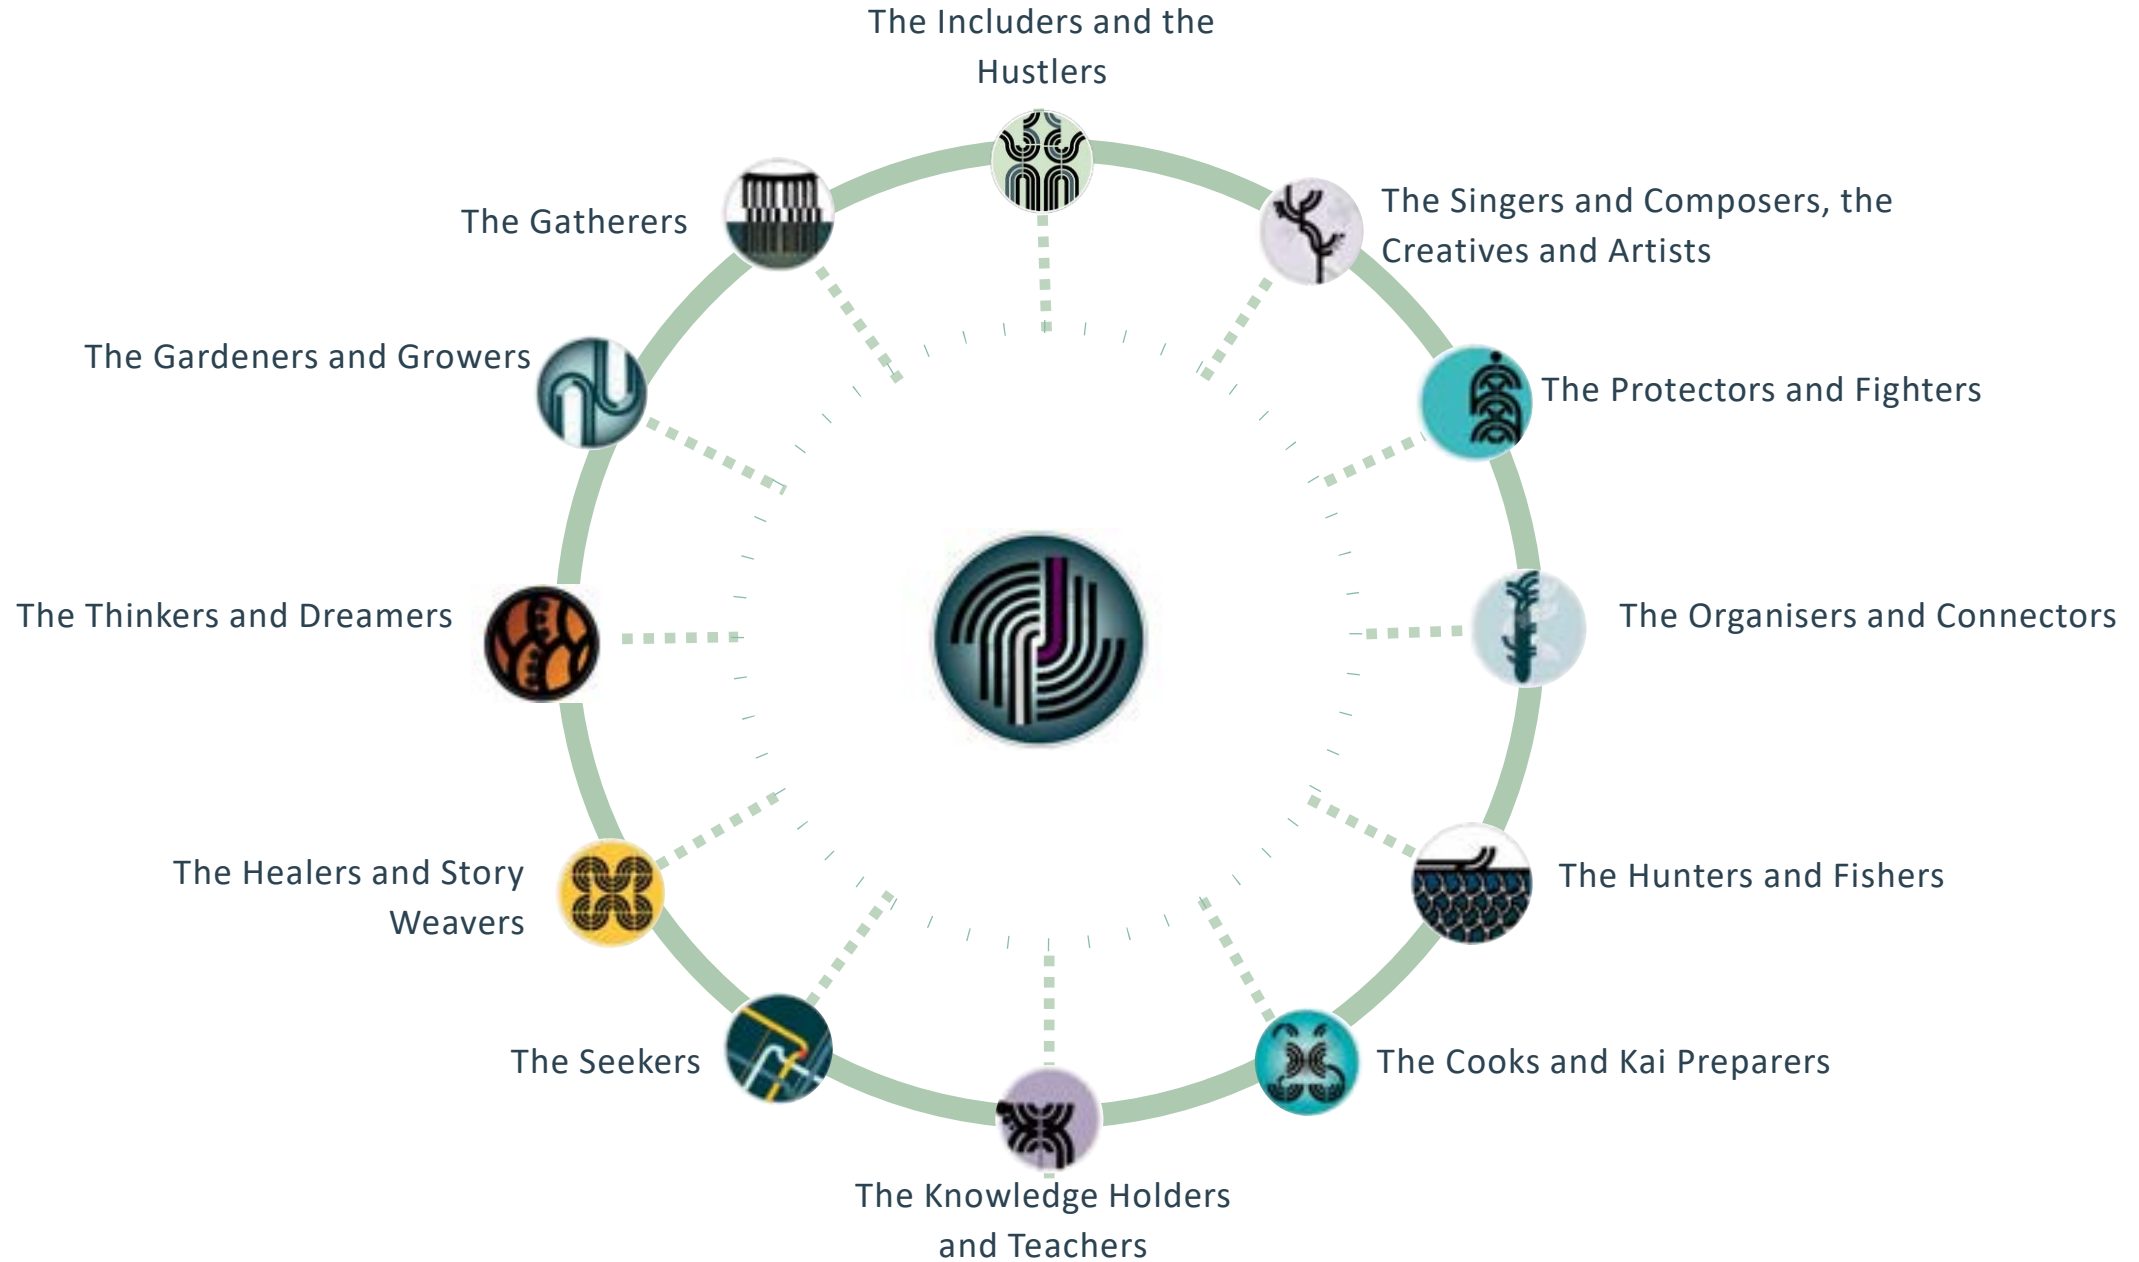 The Includers and the
Hustlers
The Singers and Composers, the
Creatives and Artists
The Protectors and Fighters
The Organisers and Connectors
The Hunters and Fishers
The Cooks and Kai Preparers
The Knowledge Holders
and Teachers
The Seekers
The Healers and Story
Weavers
The Thinkers and Dreamers
The Gardeners and Growers
The Gatherers